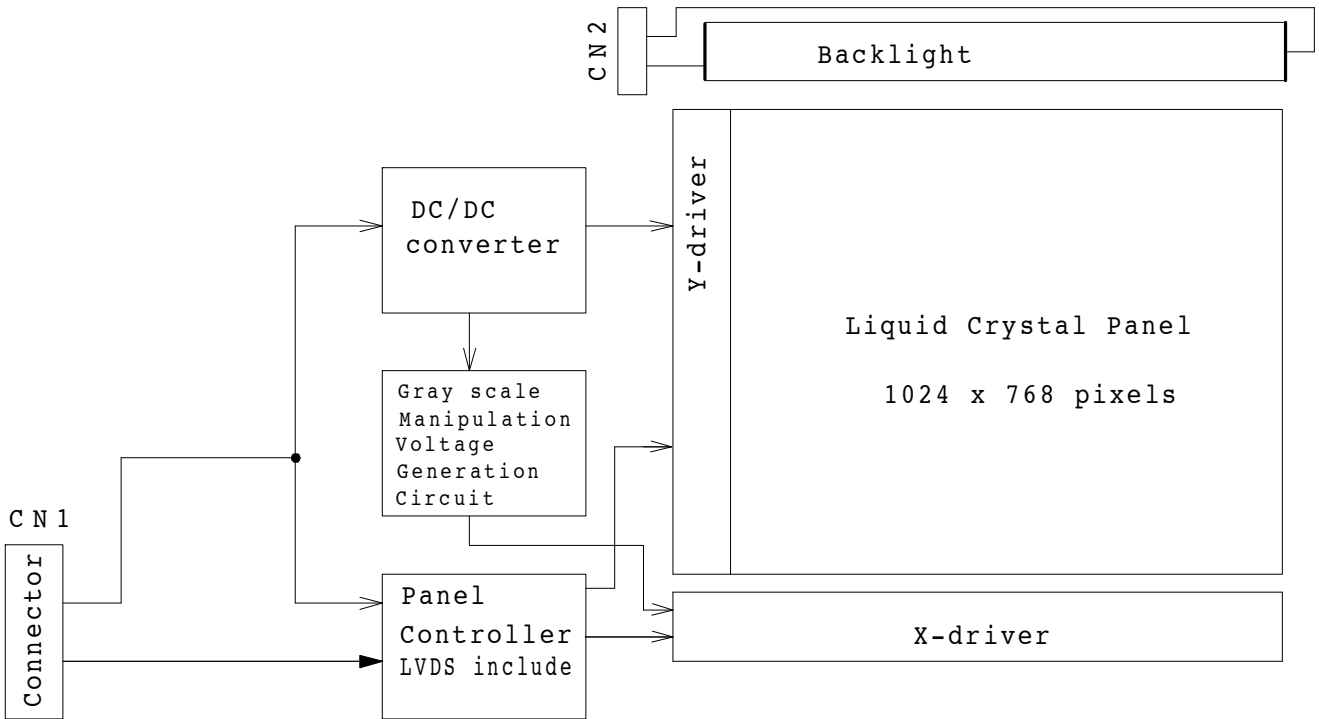 CN2
Backlight
Y-driver
DC/DC
converter
Liquid Crystal Panel
1024 x 768 pixels
Gray scale
Manipulation
Voltage
Generation
Circuit
CN1
Connector
Panel
Controller
LVDS include
X-driver